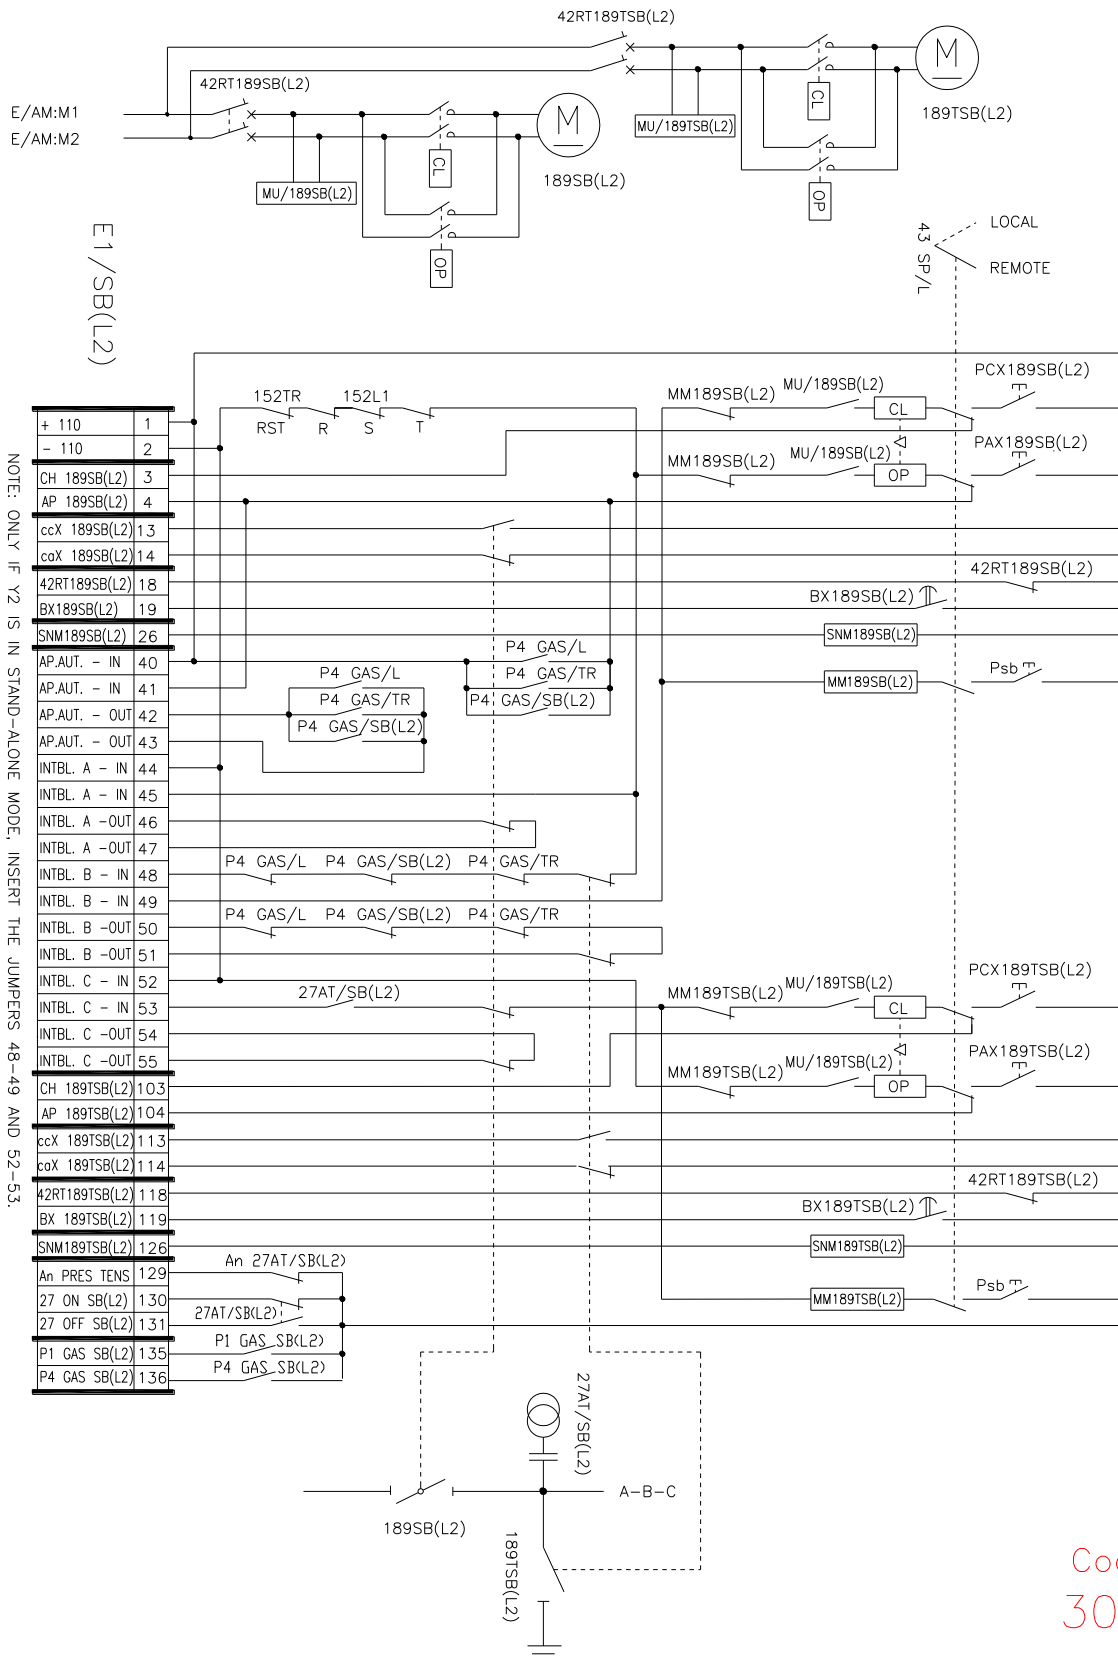 42RT189TSB(L2)
M
CL
189TSB(L2)
MU/189TSB(L2)
OP
42RT189SB(L2)
E/AM:M1
E/AM:M2
M
CL
189SB(L2)
MU/189SB(L2)
OP
E1/SB(L2)
43 SP/L
LOCAL
REMOTE
NOTE: ONLY IF Y2 IS IN STAND-ALONE MODE, INSERT THE JUMPERS 48-49 AND 52-53.
+ 110 1
- 110 2
CH 189SB(L2) 3
AP 189SB(L2) 4
ccX 189SB(L2) 13
caX 189SB(L2) 14
42RT189SB(L2) 18
BX189SB(L2) 19
SNM189SB(L2) 26
AP.AUT. - IN 40
AP.AUT. - IN 41
AP.AUT. - OUT 42
AP.AUT. - OUT 43
INTBL. A - IN 44
INTBL. A - IN 45
INTBL. A -OUT 46
INTBL. A -OUT 47
INTBL. B - IN 48
INTBL. B - IN 49
INTBL. B -OUT 50
INTBL. B -OUT 51
INTBL. C - IN 52
INTBL. C - IN 53
INTBL. C -OUT 54
INTBL. C -OUT 55
CH 189TSB(L2) 103
AP 189TSB(L2) 104
ccX 189TSB(L2) 113
caX 189TSB(L2) 114
42RT189TSB(L2) 118
BX 189TSB(L2) 119
SNM189TSB(L2) 126
An PRES TENS 129
27 ON SB(L2) 130
27 OFF SB(L2) 131
P1 GAS SB(L2) 135
P4 GAS SB(L2) 136
152TR 152L1
RST R S T
MM189SB(L2) MU/189SB(L2) CL PCX189SB(L2)
MM189SB(L2) MU/189SB(L2) OP PAX189SB(L2)
42RT189SB(L2)
BX189SB(L2)
SNM189SB(L2)
P4 GAS/L
P4 GAS/TR
P4 GAS/SB(L2)
P4 GAS/L
P4 GAS/TR
P4 GAS/SB(L2)
MM189SB(L2) Psb
P4 GAS/L P4 GAS/SB(L2) P4 GAS/TR
P4 GAS/L P4 GAS/SB(L2) P4 GAS/TR
27AT/SB(L2)
MM189TSB(L2) MU/189TSB(L2) CL PCX189TSB(L2)
MM189TSB(L2) MU/189TSB(L2) OP PAX189TSB(L2)
42RT189TSB(L2)
BX189TSB(L2)
SNM189TSB(L2)
MM189TSB(L2) Psb
An 27AT/SB(L2)
27AT/SB(L2)
P1 GAS SB(L2)
P4 GAS SB(L2)
27AT/SB(L2)
A-B-C
189SB(L2)
189TSB(L2)
30